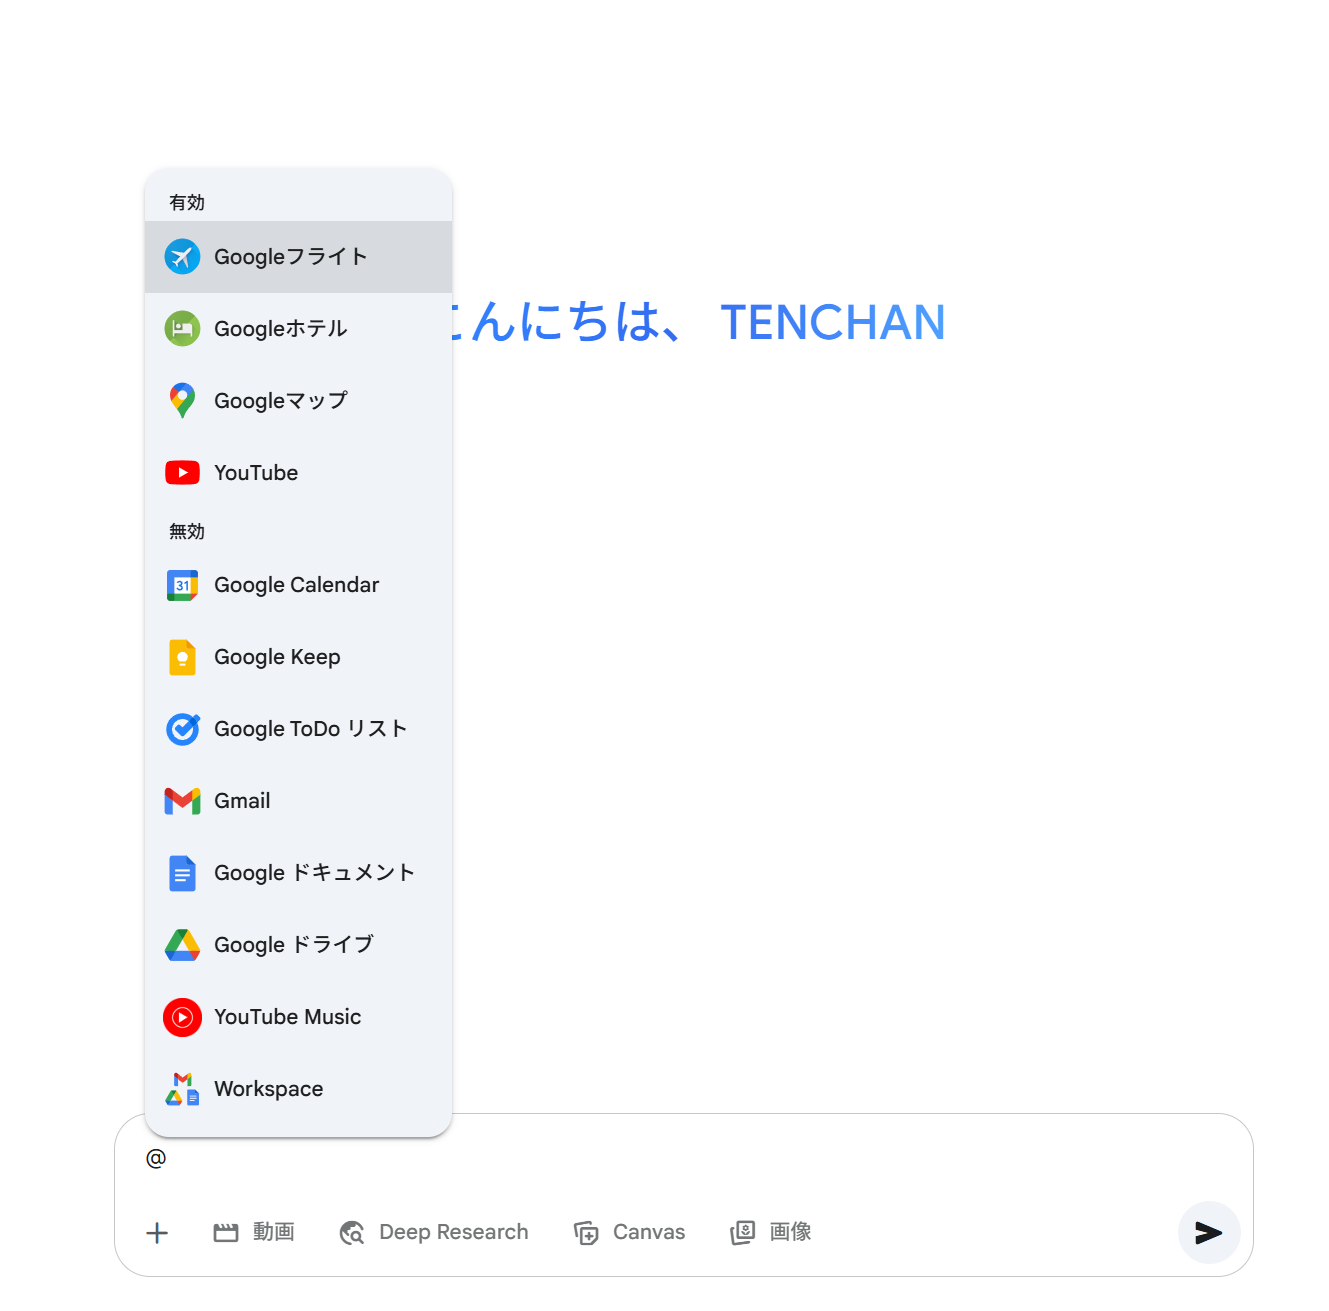 有効
Googleフライト
Googleホテル
こんにちは、 TENCHAN
Googleマップ
YouTube
無効
31
Google Calendar
Google Keep
Google ToDo リスト
Gmail
Google ドキュメント
Google ドライブ
YouTube Music
Workspace
@
動画 Deep Research Canvas 画像